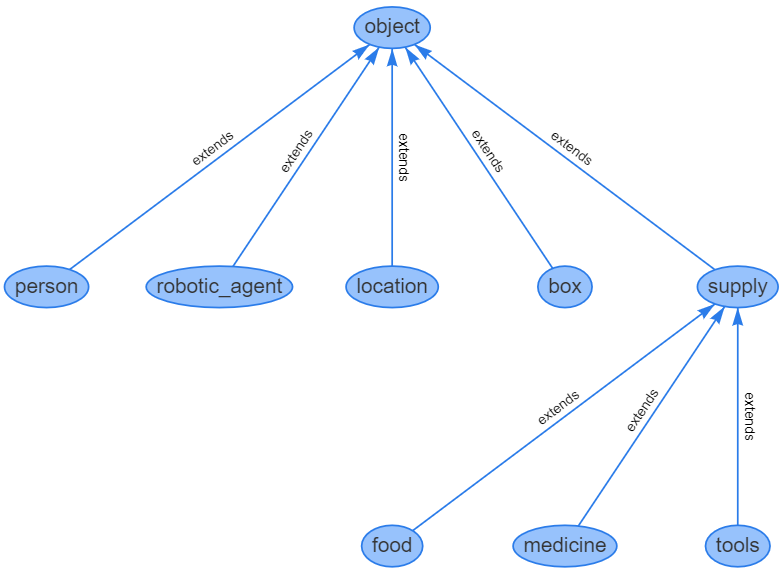 object
extends
extends
extends
extends
extends
person
robotic_agent
location
box
supply
extends
extends
extends
food
medicine
tools